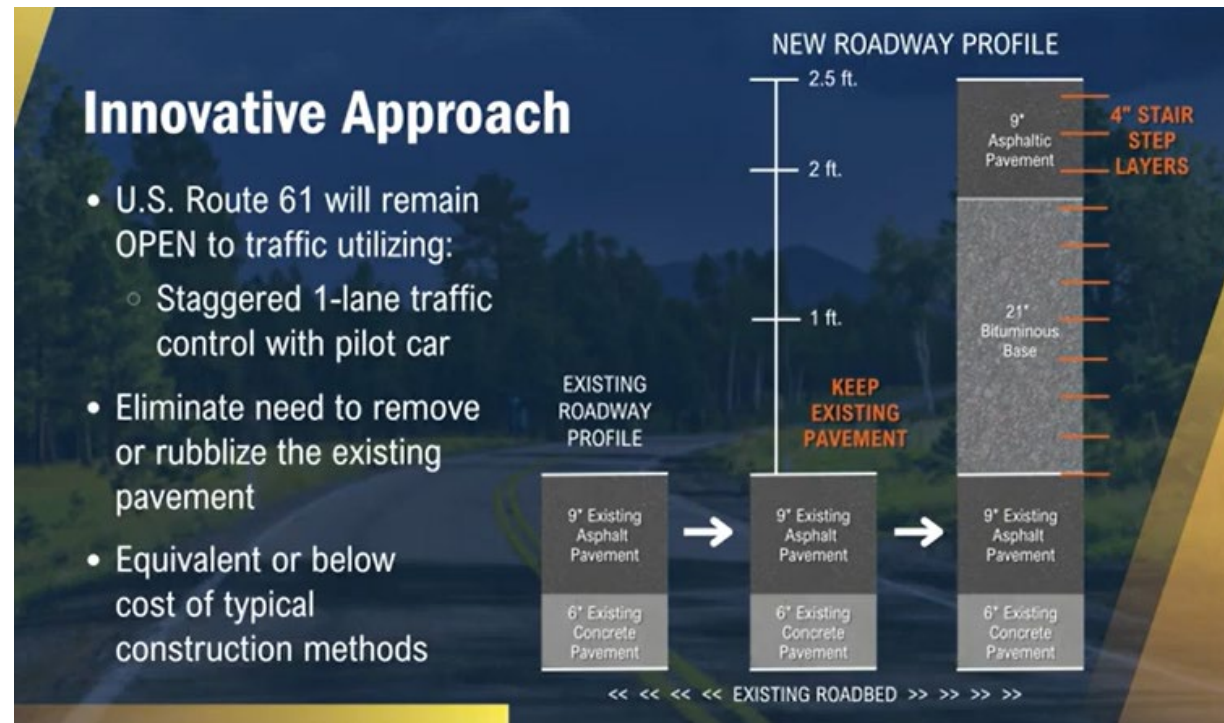 Innovative Approach
• U.S. Route 61 will remain
OPEN to traffic utilizing:
○ Staggered 1-lane traffic
control with pilot car
• Eliminate need to remove
or rubblize the existing
pavement
• Equivalent or below
cost of typical
construction methods
NEW ROADWAY PROFILE
2.5 ft.
2 ft.
1 ft.
9"
Asphaltic
Pavement
4" STAIR
STEP
LAYERS
21"
Bituminous
Base
EXISTING
ROADWAY
PROFILE
KEEP
EXISTING
PAVEMENT
9" Existing
Asphalt
Pavement
6" Existing
Concrete
Pavement
9" Existing
Asphalt
Pavement
6" Existing
Concrete
Pavement
9" Existing
Asphalt
Pavement
6" Existing
Concrete
Pavement
<< << << << EXISTING ROADBED >> >> >> >>